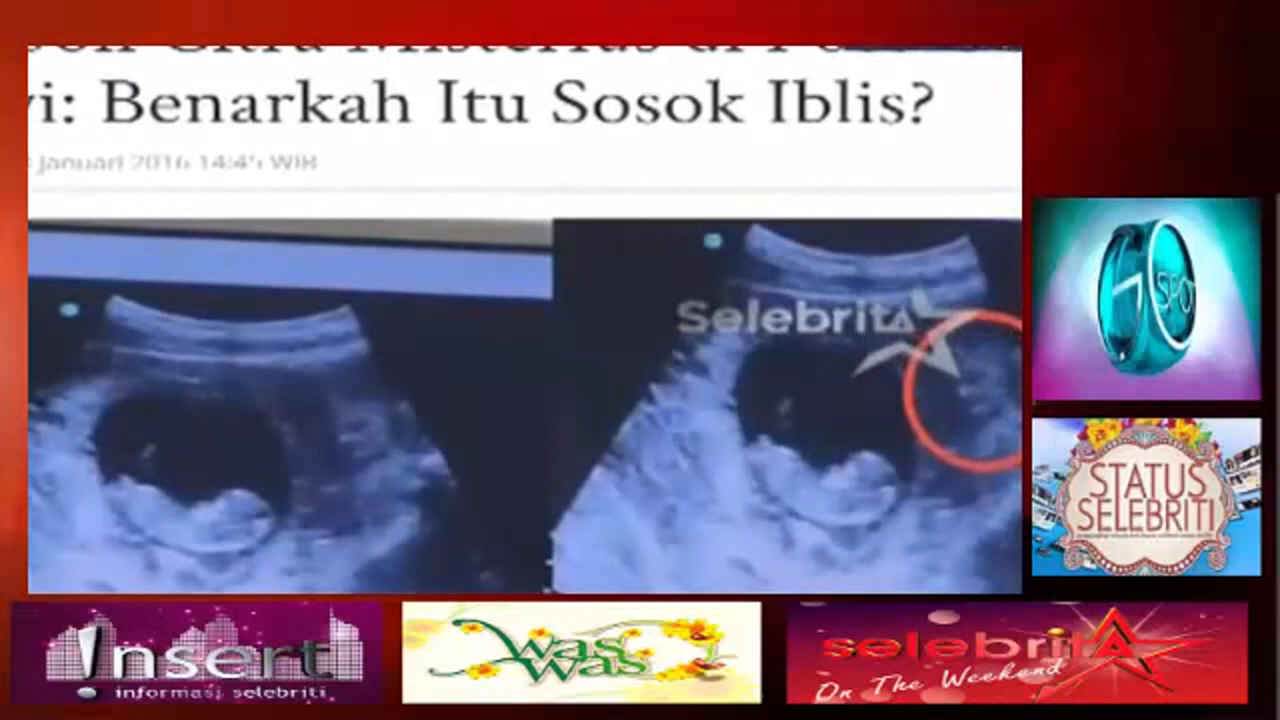 Benarkah Itu Sosok Iblis?
Januari 2016 14:45 WIB
SelebritA
SPO
STATUS
SELEBRITI
Insert
informasi selebriti
Was
Was
selebritA
On The Weekend